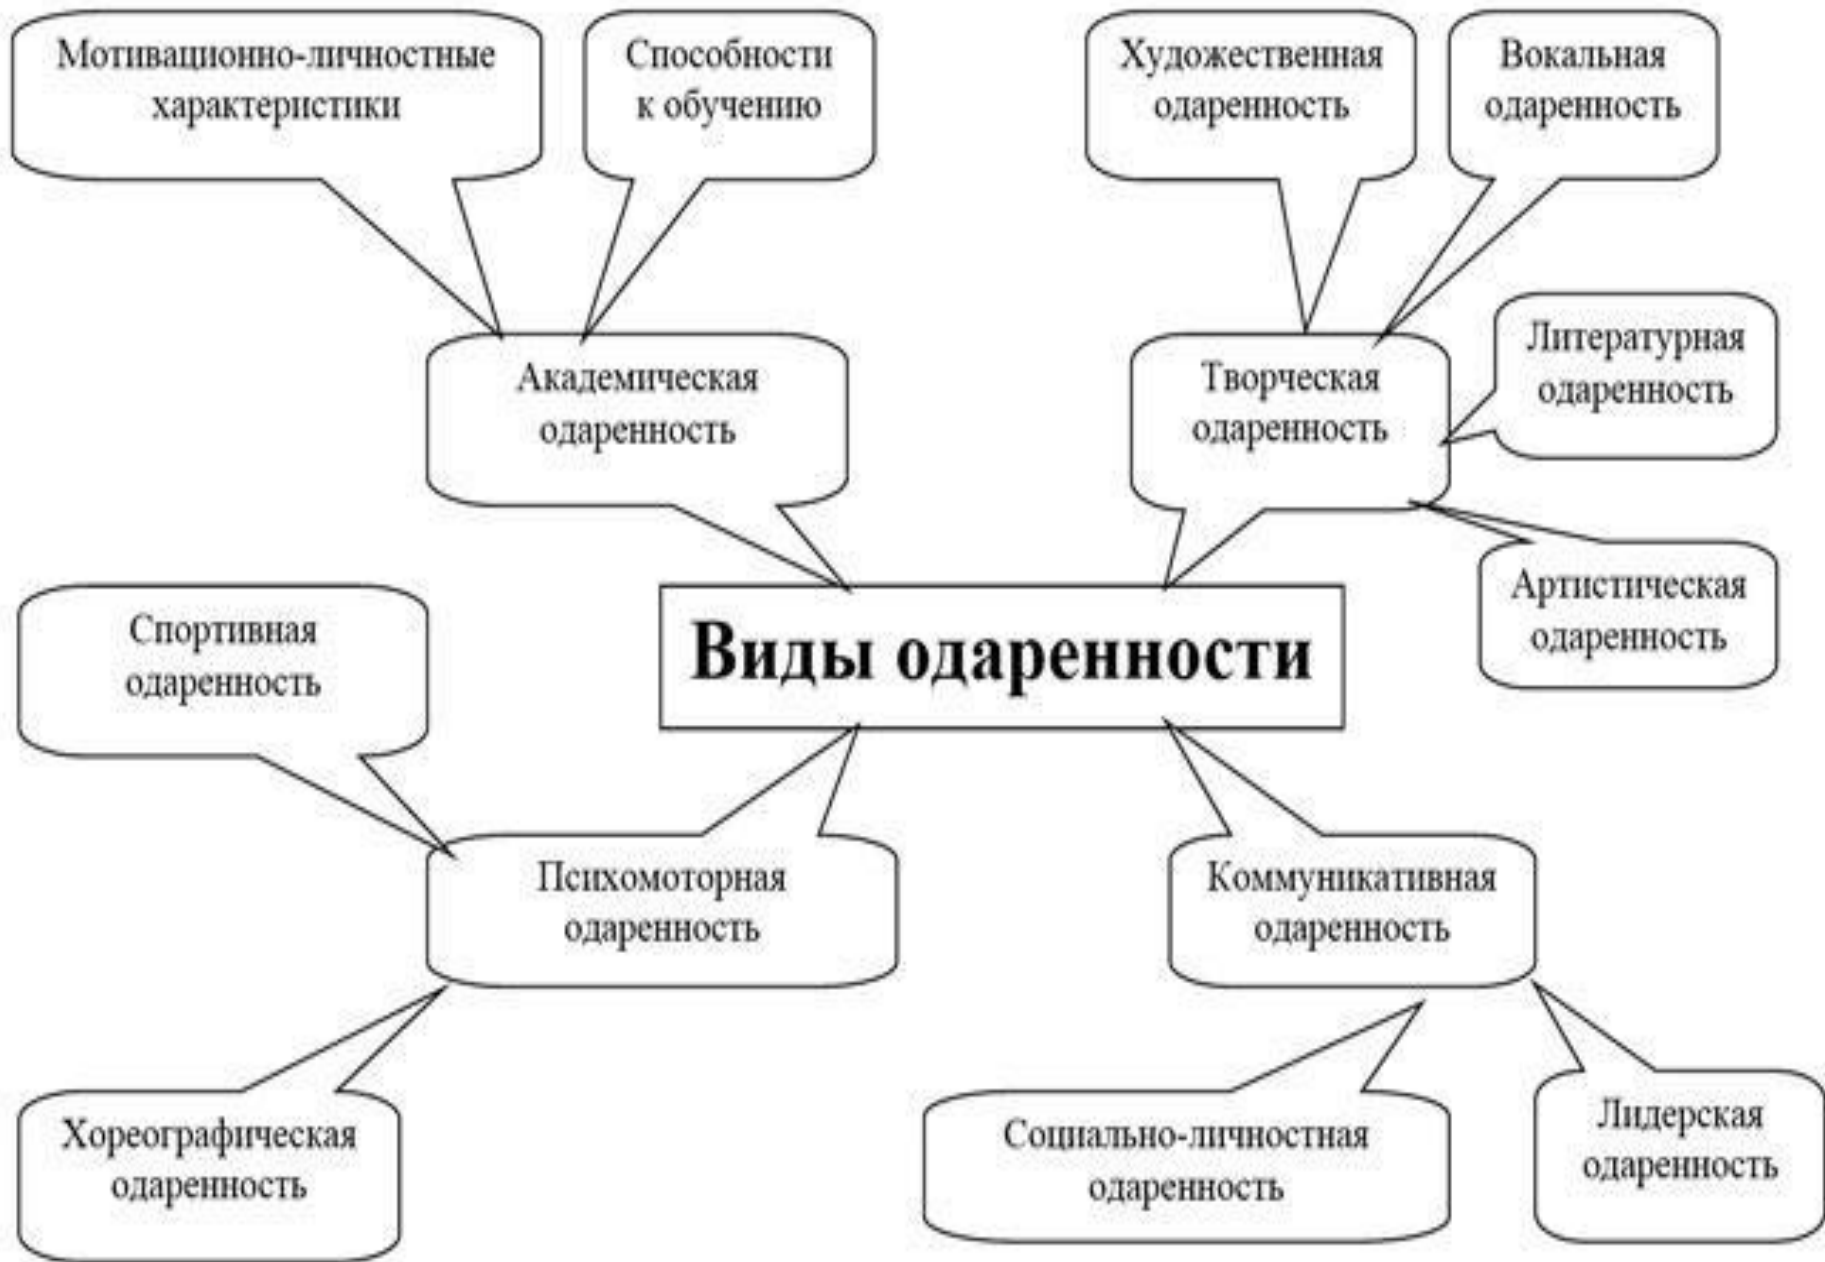 Мотивационно-личностные
характеристики
Способности
к обучению
Художественная
одаренность
Вокальная
одаренность
Академическая
одаренность
Творческая
одаренность
Литературная
одаренность
Артистическая
одаренность
Виды одаренности
Спортивная
одаренность
Психомоторная
одаренность
Коммуникативная
одаренность
Хореографическая
одаренность
Социально-личностная
одаренность
Лидерская
одаренность